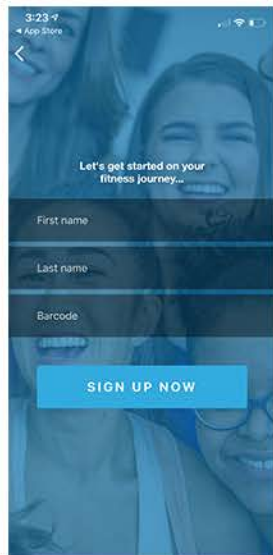 3:23
App Store
Let's get started on your
fitness journey...
First name
Last name
Barcode
SIGN UP NOW